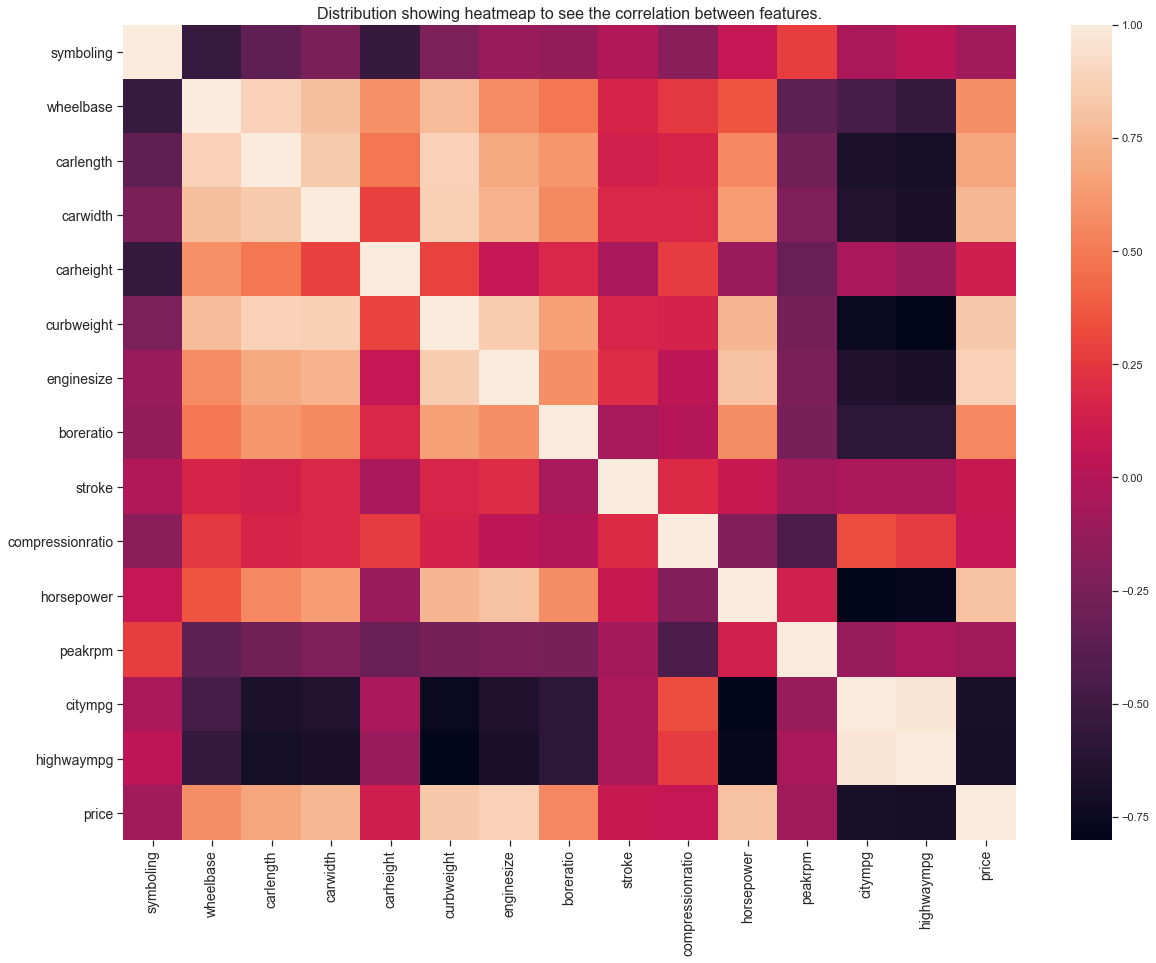 Distribution showing heatmeap to see the correlation between features.
symboling
wheelbase
carlength
carwidth
carheight
curbweight
enginesize
boreratio
stroke
compressionratio
horsepower
peakrpm
citympg
highwaympg
price
symboling
wheelbase
carlength
carwidth
carheight
curbweight
enginesize
boreratio
stroke
compressionratio
horsepower
peakrpm
citympg
highwaympg
price
1.00
0.75
0.50
0.25
0.00
−0.25
−0.50
−0.75